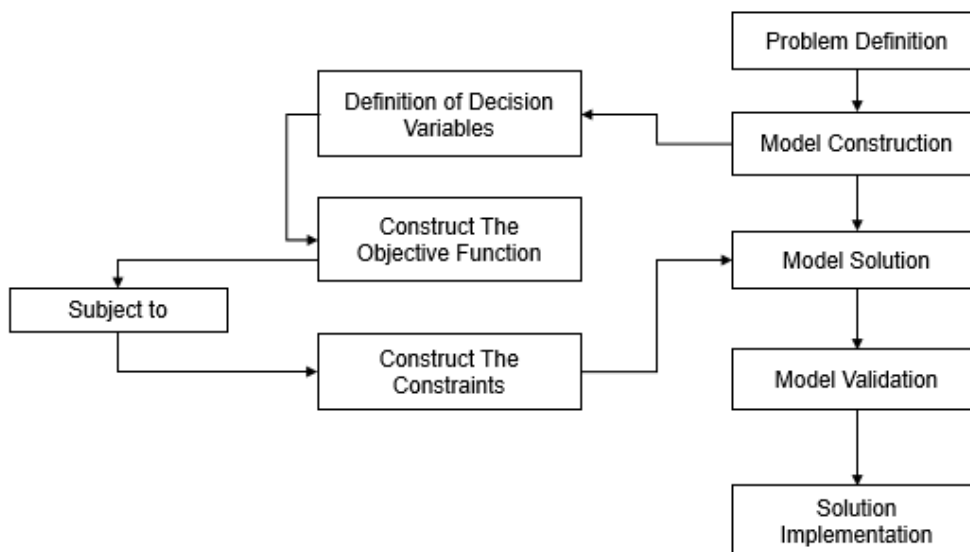 Problem Definition
Definition of Decision
Variables
Model Construction
Construct The
Objective Function
Model Solution
Subject to
Construct The
Constraints
Model Validation
Solution
Implementation